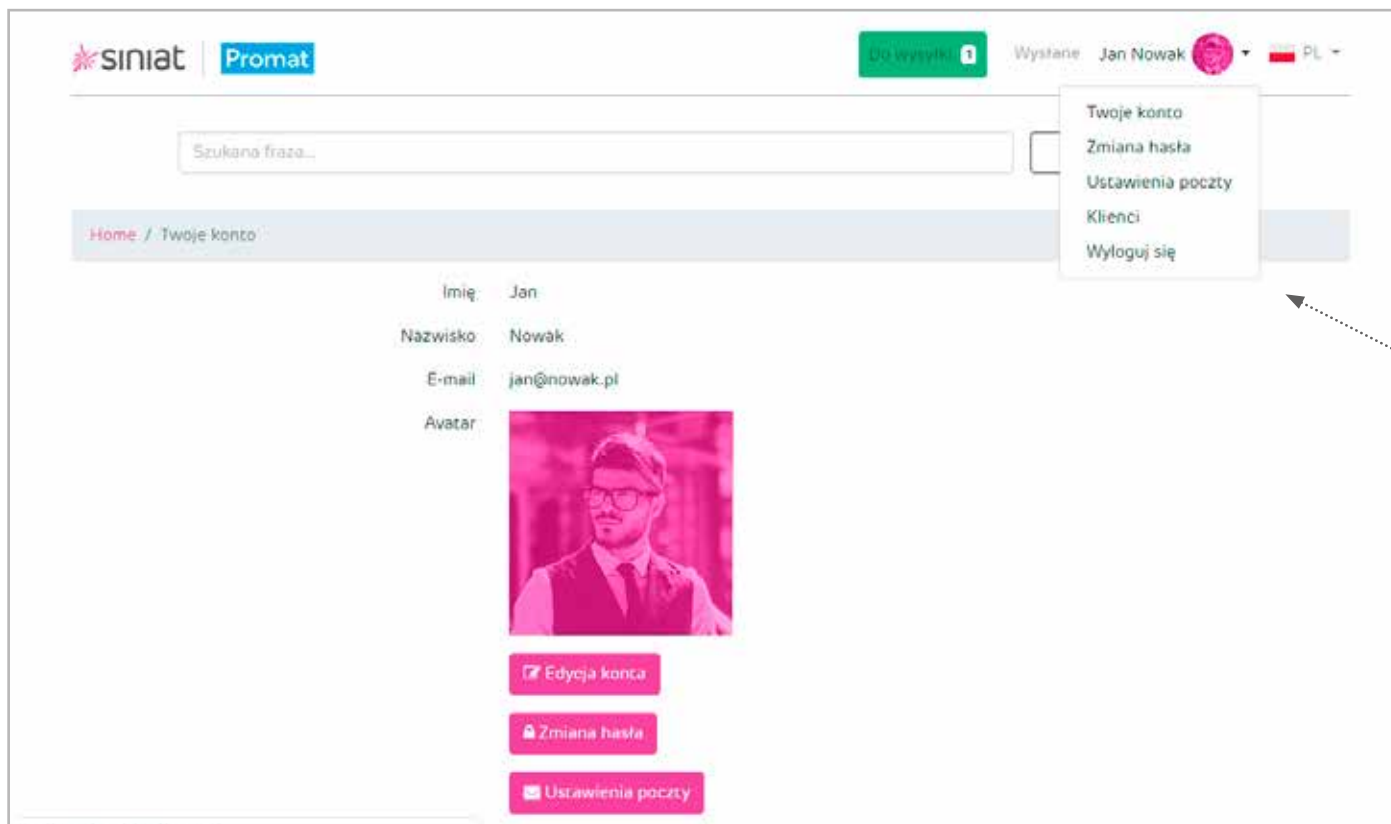 siniat Promat Do wysyłki 1 Wysłane Jan Nowak PL
Twoje konto
Zmiana hasła
Ustawienia poczty
Klienci
Wyloguj się
Szukana fraza...
Home / Twoje konto
Imię Jan
Nazwisko Nowak
E-mail jan@nowak.pl
Avatar
Edycja konta
Zmiana hasła
Ustawienia poczty